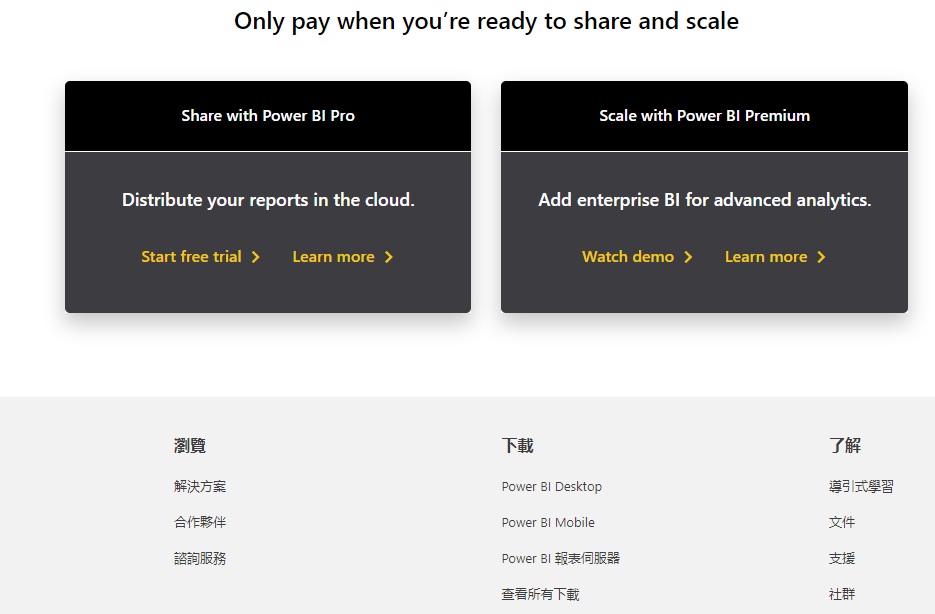 Only pay when you’re ready to share and scale
Share with Power BI Pro
Distribute your reports in the cloud.
Start free trial
Learn more
Scale with Power BI Premium
Add enterprise BI for advanced analytics.
Watch demo
Learn more
瀏覽
解決方案
合作夥伴
諮詢服務
下載
Power BI Desktop
Power BI Mobile
Power BI 報表伺服器
查看所有下載
了解
導引式學習
文件
支援
社群